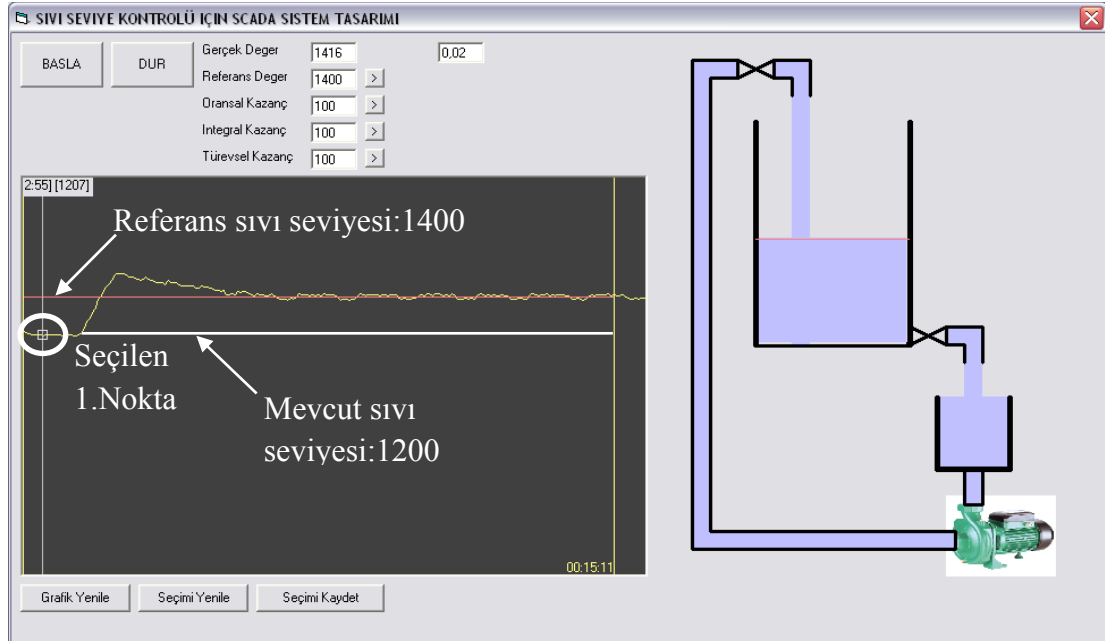 SIVI SEVIYE KONTROLÜ IÇIN SCADA SISTEM TASARIMI
BASLA
DUR
Gerçek Deger 1416 0,02
Referans Deger 1400 >
Oransal Kazanç 100 >
Integral Kazanç 100 >
Türevsel Kazanç 100 >
2:55] [1207]
Referans sıvı seviyesi:1400
Seçilen
1.Nokta
Mevcut sıvı
seviyesi:1200
00:15:11
Grafik Yenile
Seçimi Yenile
Seçimi Kaydet